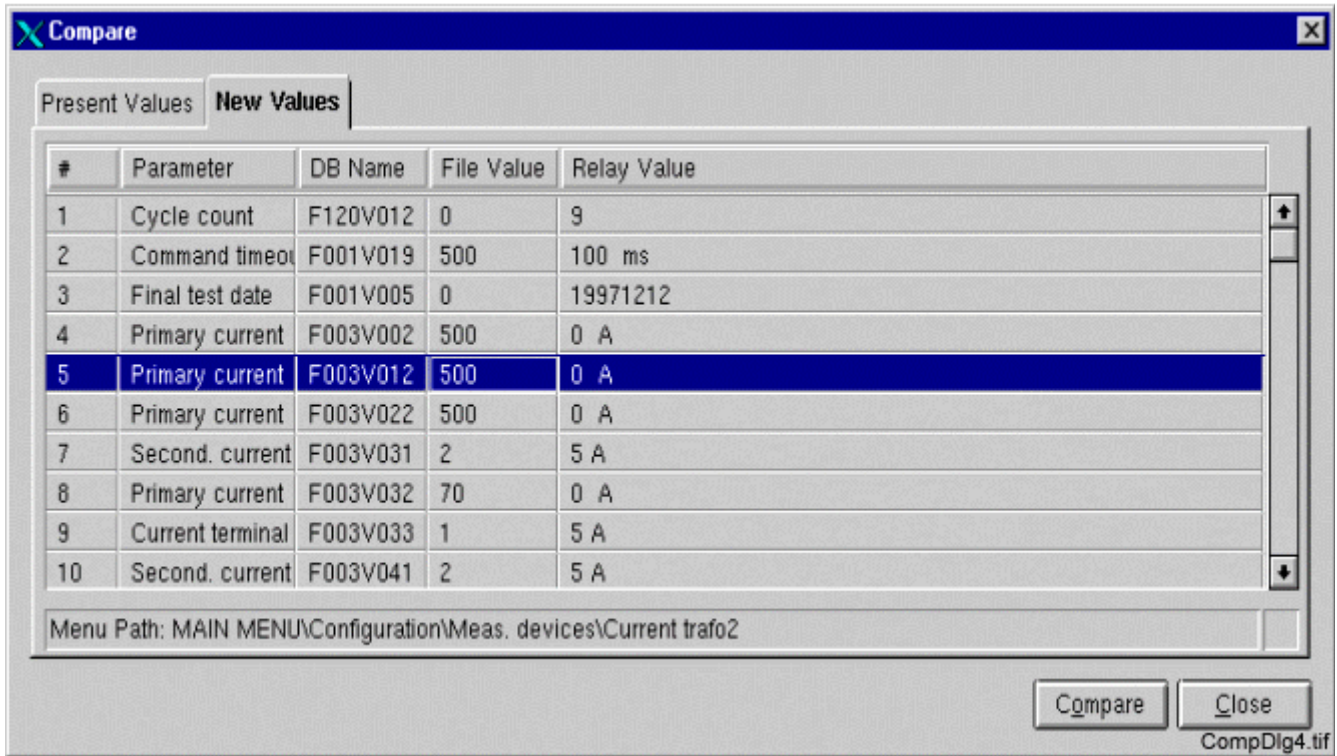 Compare
Present Values New Values
# Parameter DB Name File Value Relay Value
1 Cycle count F120V012 0 9
2 Command timeou F001V019 500 100 ms
3 Final test date F001V005 0 19971212
4 Primary current F003V002 500 0 A
5 Primary current F003V012 500 0 A
6 Primary current F003V022 500 0 A
7 Second. current F003V031 2 5 A
8 Primary current F003V032 70 0 A
9 Current terminal F003V033 1 5 A
10 Second. current F003V041 2 5 A
Menu Path: MAIN MENU\Configuration\Meas. devices\Current trafo2
Compare Close
CompDlg4.tif